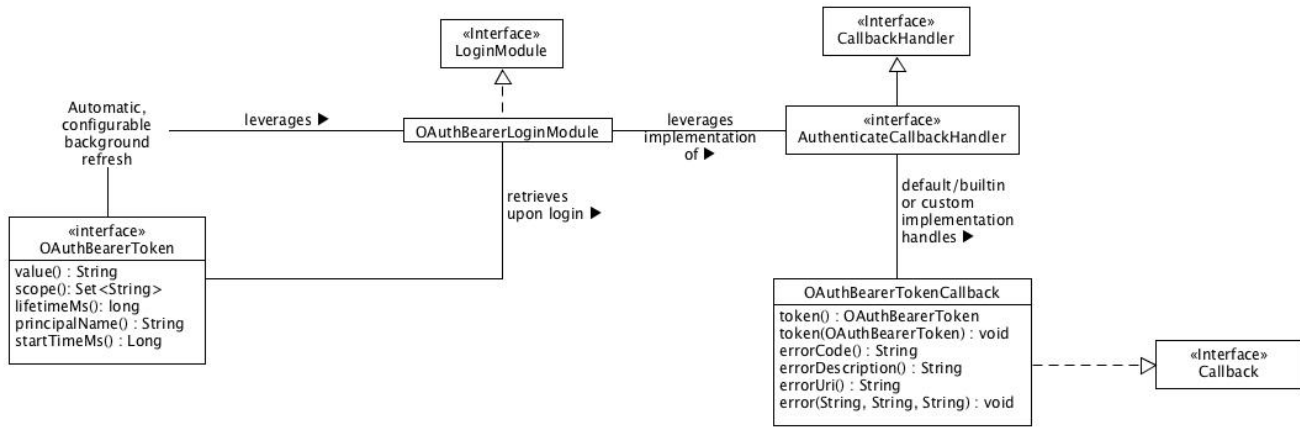 «Interface»
LoginModule
«Interface»
CallbackHandler
Automatic,
configurable
background
refresh
leverages ▶
OAuthBearerLoginModule
leverages
implementation
of ▶
«interface»
AuthenticateCallbackHandler
retrieves
upon login ▶
default/builtin
or custom
implementation
handles ▶
«interface»
OAuthBearerToken
value() : String
scope(): Set<String>
lifetimeMs(): long
principalName() : String
startTimeMs() : Long
OAuthBearerTokenCallback
token() : OAuthBearerToken
token(OAuthBearerToken) : void
errorCode() : String
errorDescription() : String
errorUri() : String
error(String, String, String) : void
«Interface»
Callback